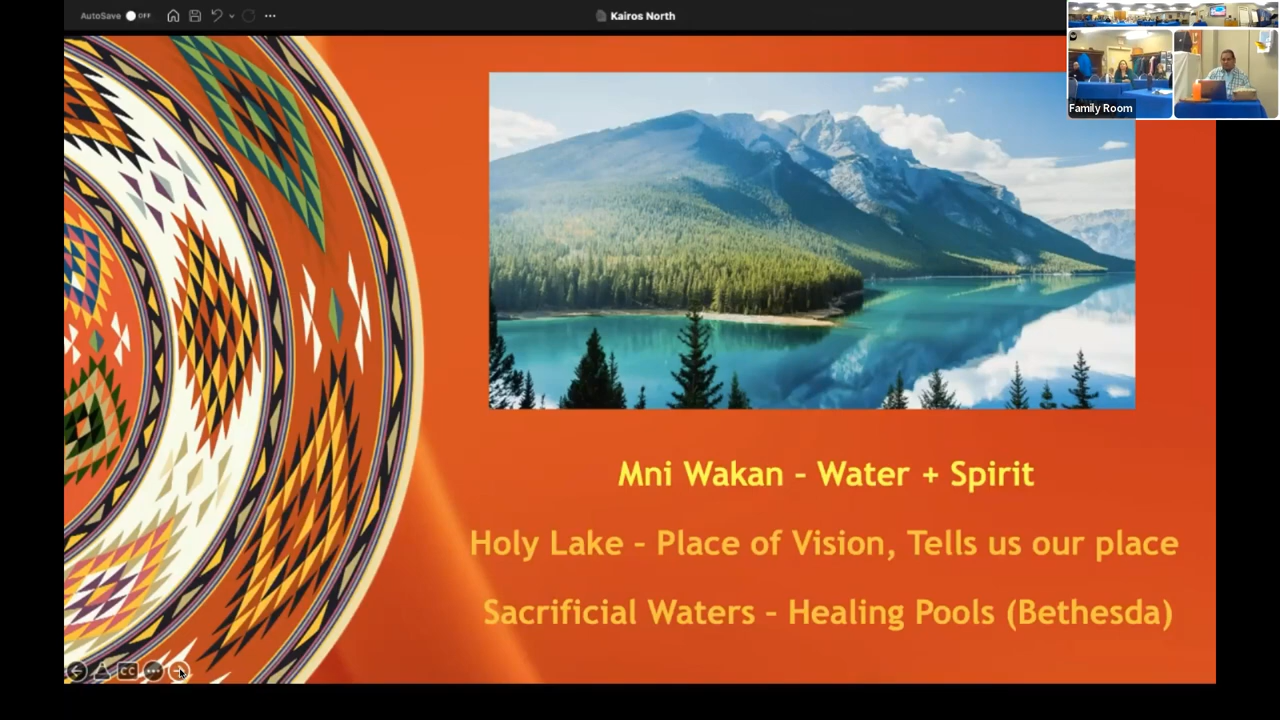 AutoSave OFF
Kairos North
Family Room
Mni Wakan – Water + Spirit
Holy Lake – Place of Vision, Tells us our place
Sacrificial Waters – Healing Pools (Bethesda)
CC